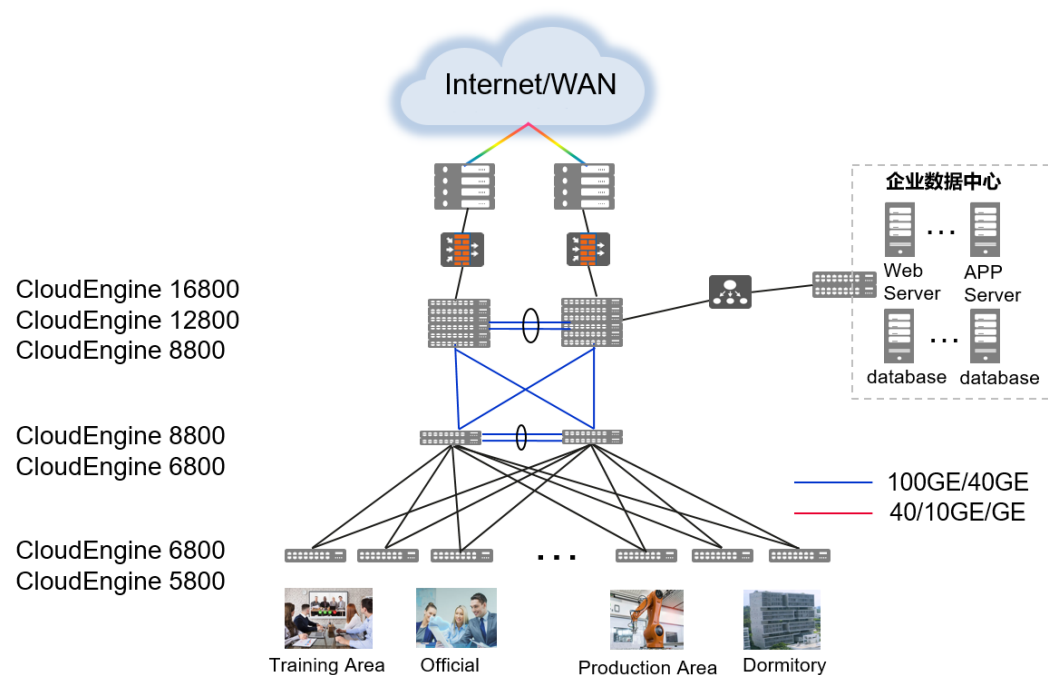 Internet/WAN
企业数据中心
Web
Server
APP
Server
database
database
CloudEngine 16800
CloudEngine 12800
CloudEngine 8800
CloudEngine 8800
CloudEngine 6800
100GE/40GE
40/10GE/GE
CloudEngine 6800
CloudEngine 5800
Training Area
Official
Production Area
Dormitory